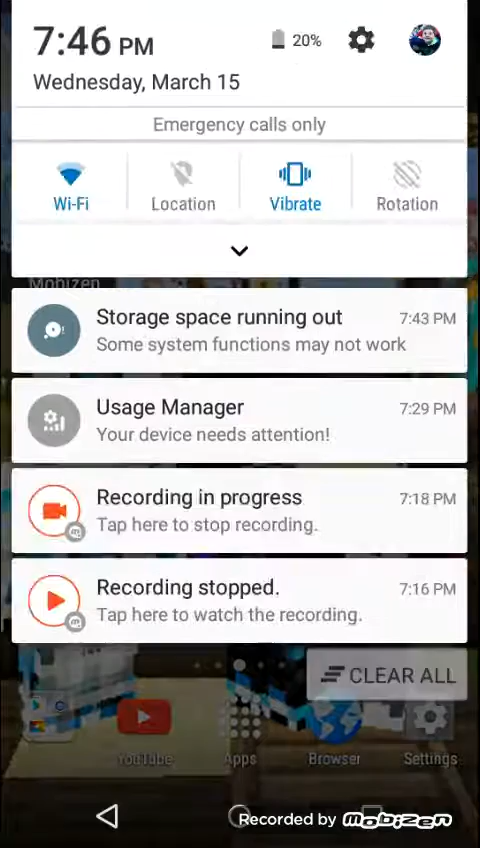 7:46 PM
20%
Wednesday, March 15
Emergency calls only
Wi-Fi
Location
Vibrate
Rotation
Mobizen
Storage space running out
7:43 PM
Some system functions may not work
Usage Manager
7:29 PM
Your device needs attention!
Recording in progress
7:18 PM
Tap here to stop recording.
Recording stopped.
7:16 PM
Tap here to watch the recording.
CLEAR ALL
YouTube
Apps
Browser
Settings
Recorded by mobizen